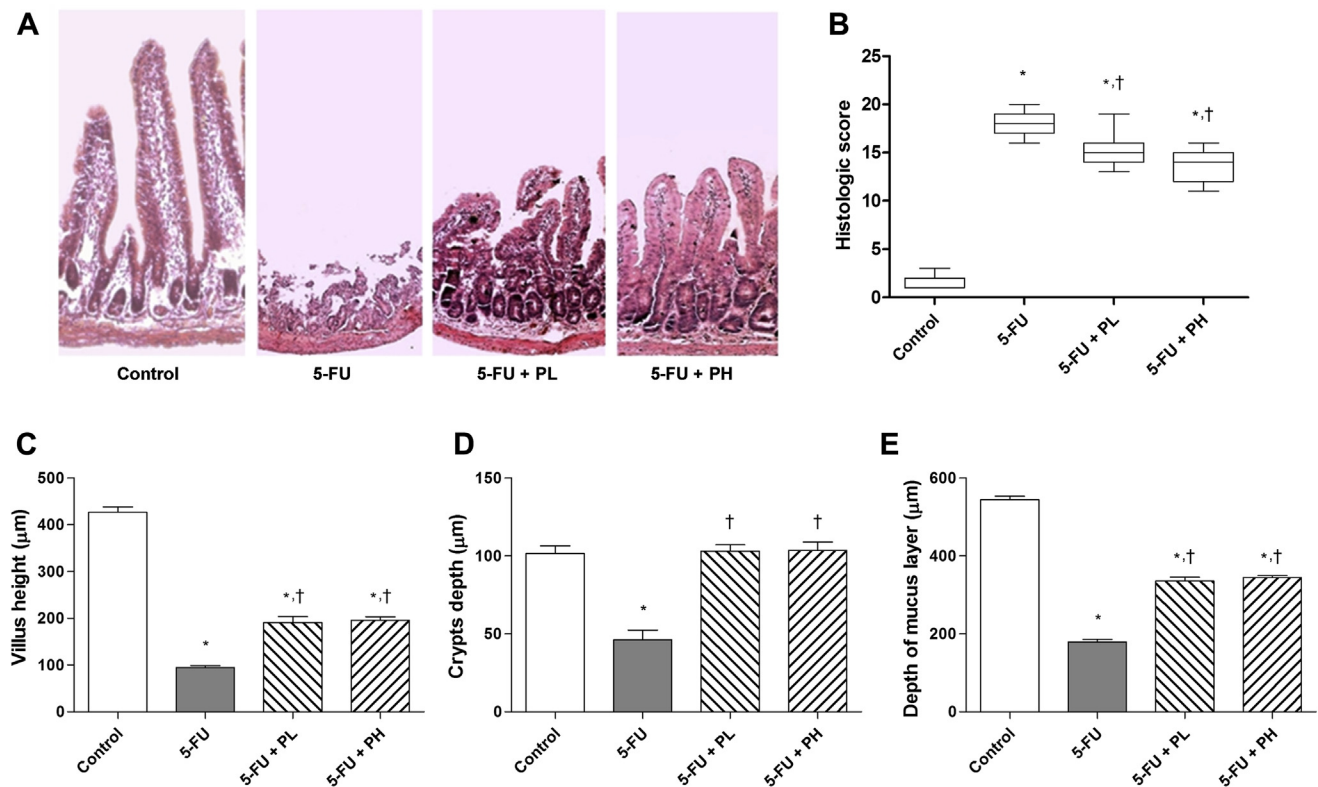 A
Control
5-FU
5-FU + PL
5-FU + PH
B
Histologic score
25
20
15
10
5
0
*
*,†
*,†
Control
5-FU
5-FU + PL
5-FU + PH
C
Villus height (μm)
500
400
300
200
100
0
*
*,†
*,†
Control
5-FU
5-FU + PL
5-FU + PH
D
Crypts depth (μm)
150
100
50
0
*
†
†
Control
5-FU
5-FU + PL
5-FU + PH
E
Depth of mucus layer (μm)
600
400
200
0
*
*,†
*,†
Control
5-FU
5-FU + PL
5-FU + PH